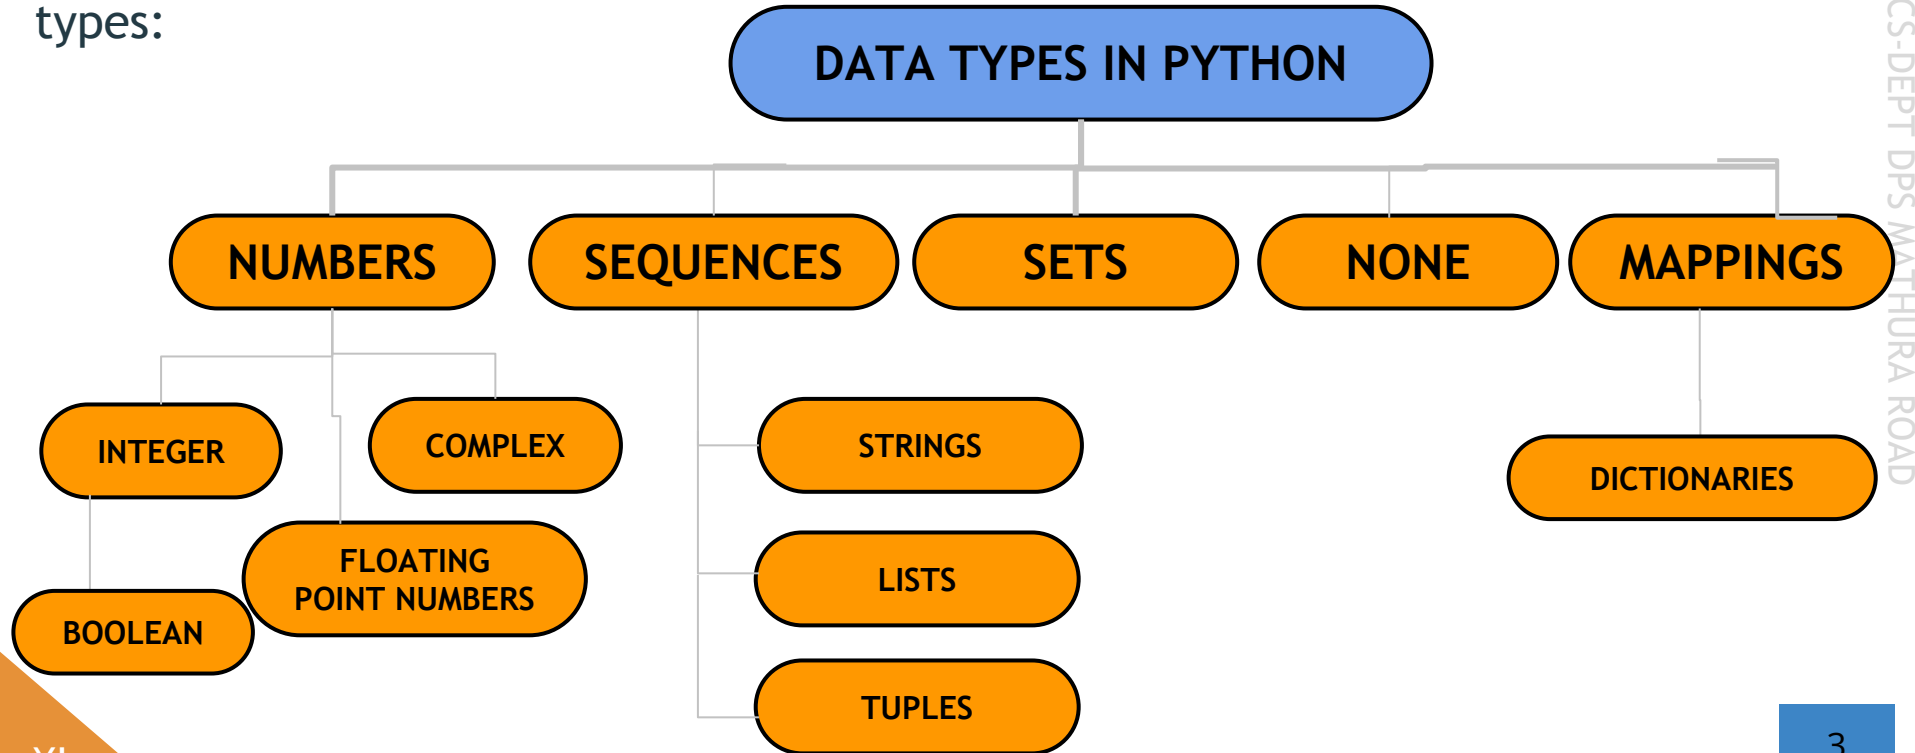 types:
DATA TYPES IN PYTHON
NUMBERS
SEQUENCES
SETS
NONE
MAPPINGS
INTEGER
COMPLEX
STRINGS
DICTIONARIES
FLOATING
POINT NUMBERS
LISTS
BOOLEAN
TUPLES
CS-DEPT DPS MATHURA ROAD
XI
3